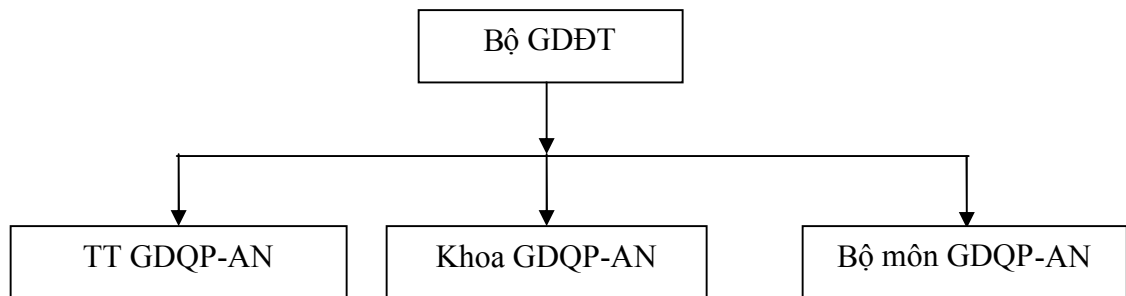 Bộ GDĐT
TT GDQP-AN
Khoa GDQP-AN
Bộ môn GDQP-AN